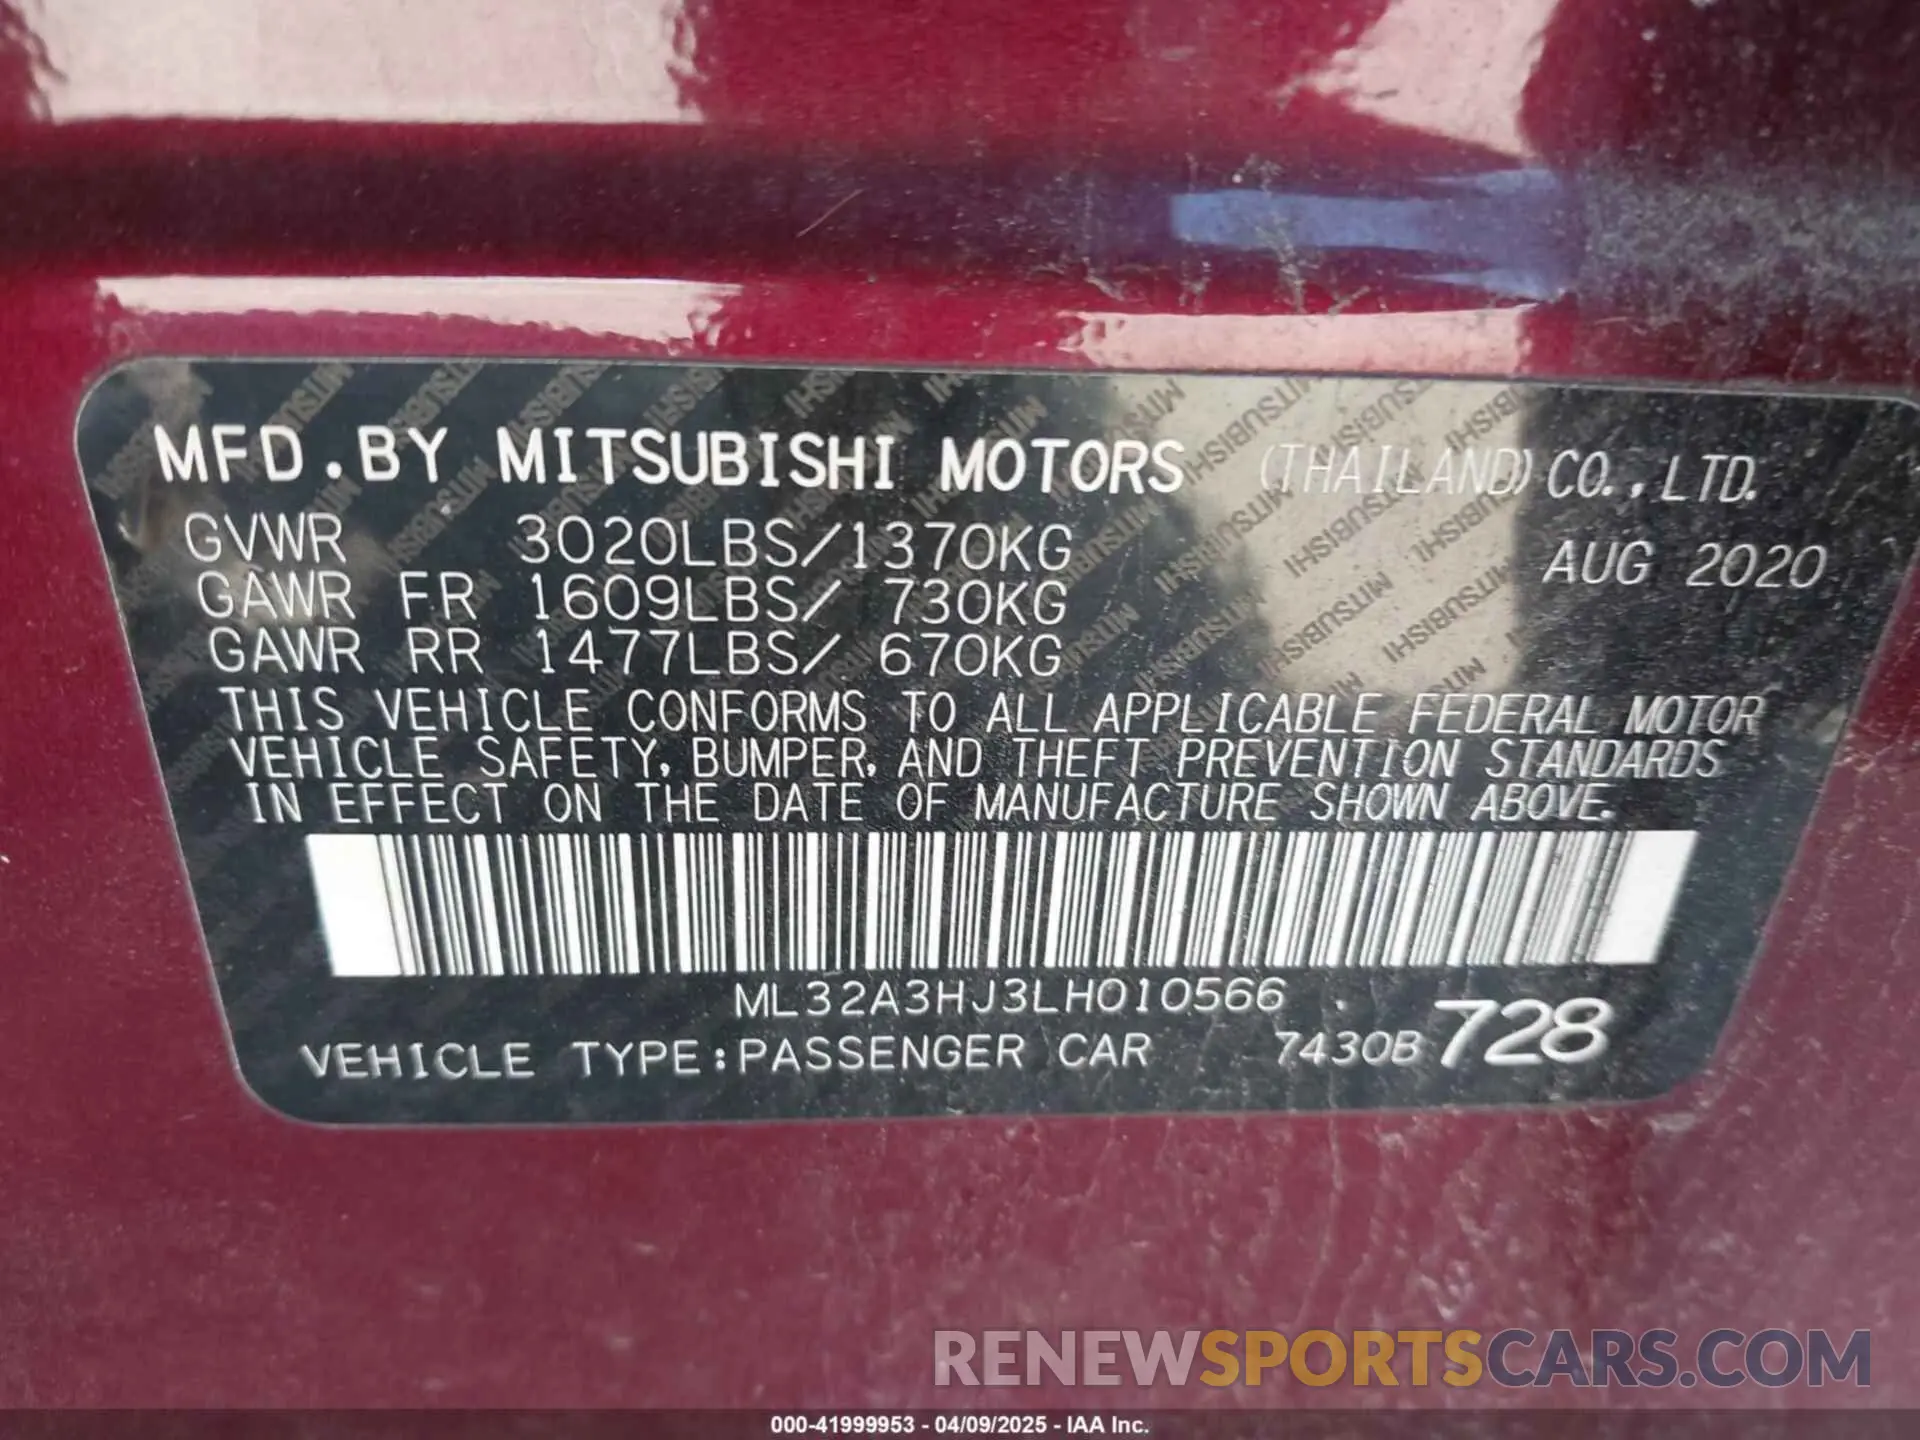 MFD.BY MITSUBISHI MOTORS (THAILAND) CO., LTD.
GVWR 3020LBS/1370KG AUG 2020
GAWR FR 1609LBS/ 730KG
GAWR RR 1477LBS/ 670KG
THIS VEHICLE CONFORMS TO ALL APPLICABLE FEDERAL MOTOR
VEHICLE SAFETY, BUMPER, AND THEFT PREVENTION STANDARDS
IN EFFECT ON THE DATE OF MANUFACTURE SHOWN ABOVE.
ML32A3HJ3LH010566
VEHICLE TYPE:PASSENGER CAR 7430B 728
RENEWSPORTSCARS.COM
000-41999953 - 04/09/2025 - IAA Inc.